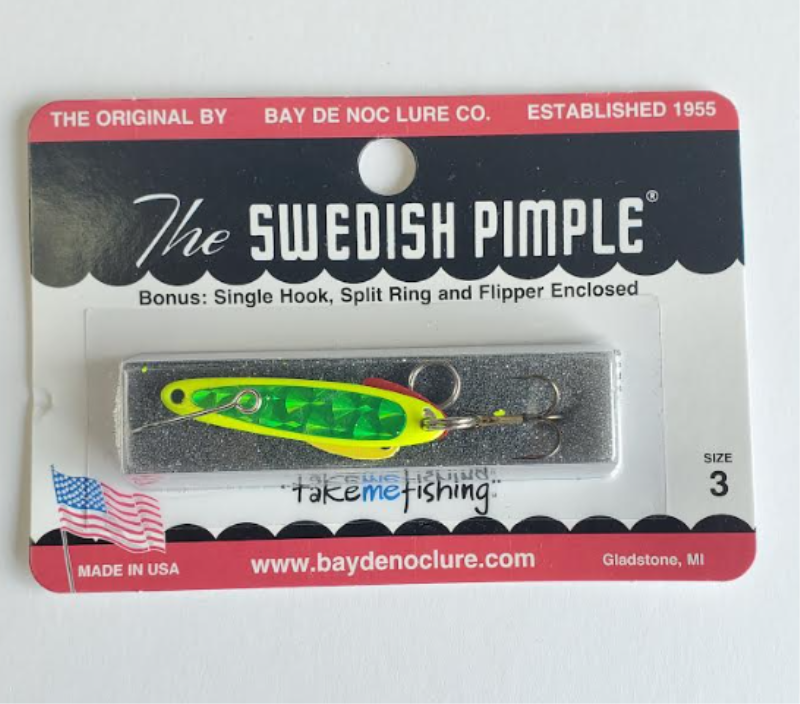 THE ORIGINAL BY BAY DE NOC LURE CO. ESTABLISHED 1955
The SWEDISH PIMPLE®
Bonus: Single Hook, Split Ring and Flipper Enclosed
takemefishing
SIZE
3
MADE IN USA
www.baydenoclure.com
Gladstone, MI